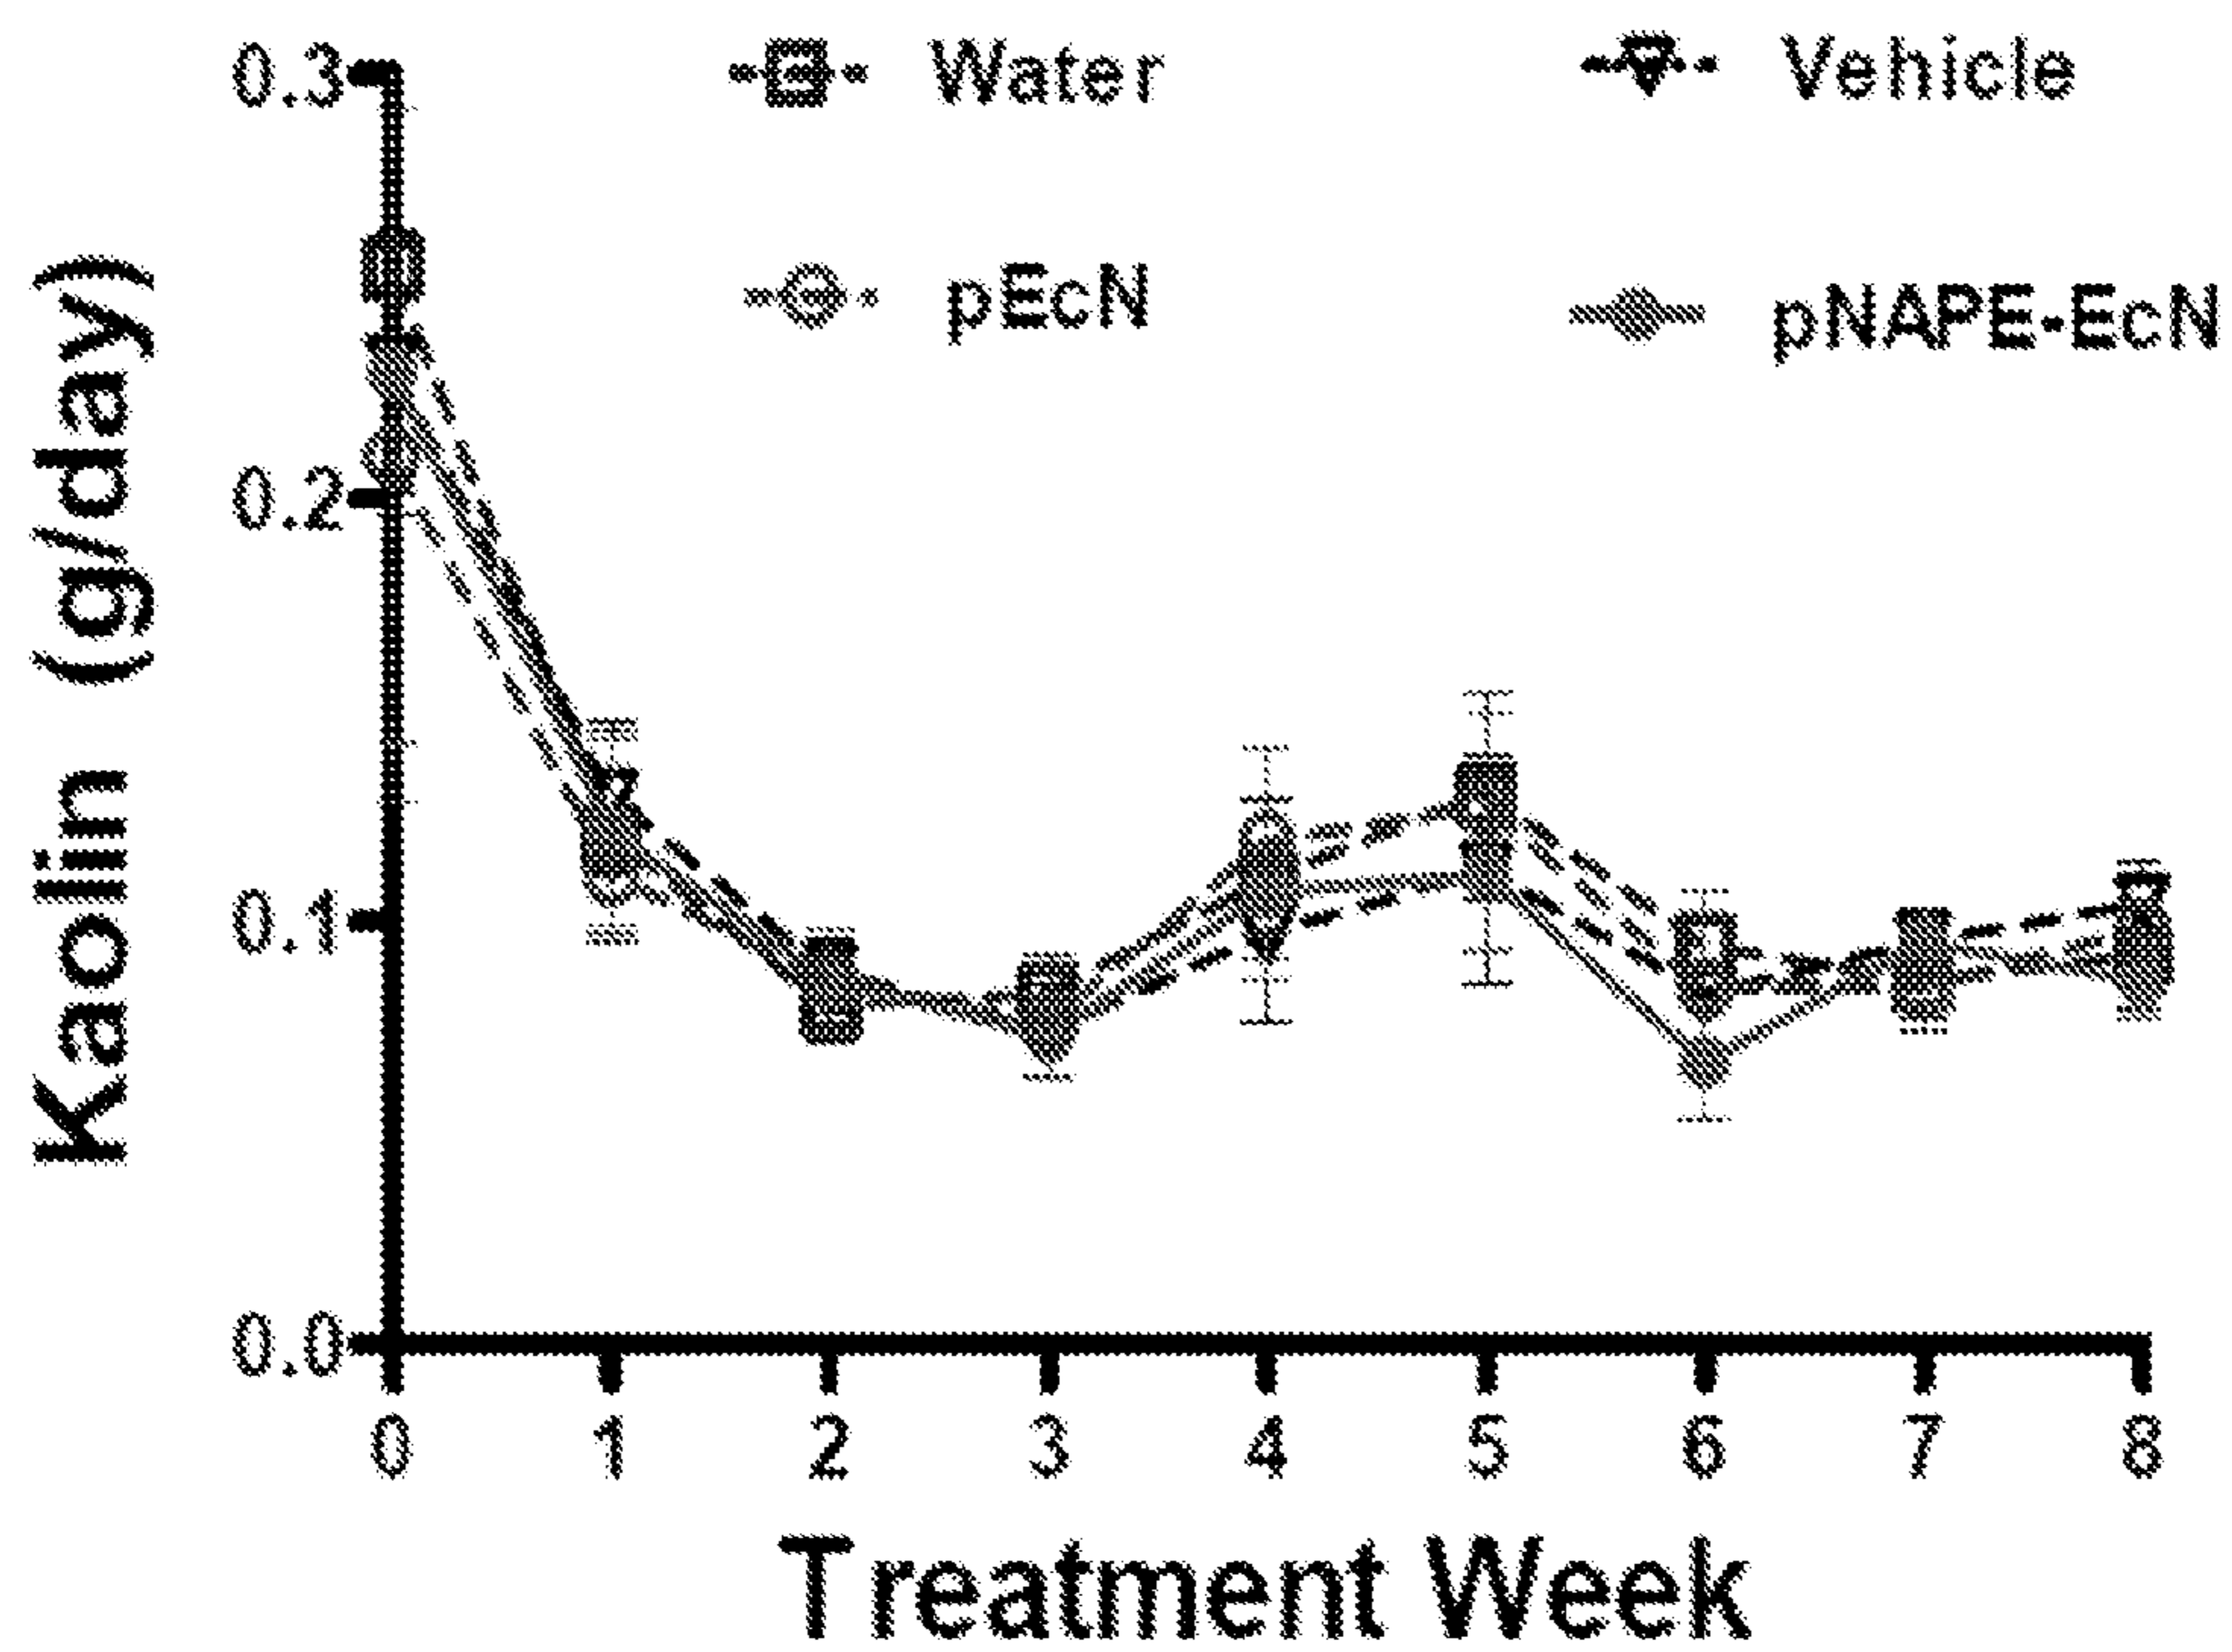 Water
Vehicle
pEcN
pNAPE-EcN
Kaolin (g/day)
0.3
0.2
0.1
0.0
0 1 2 3 4 5 6 7 8
Treatment Week